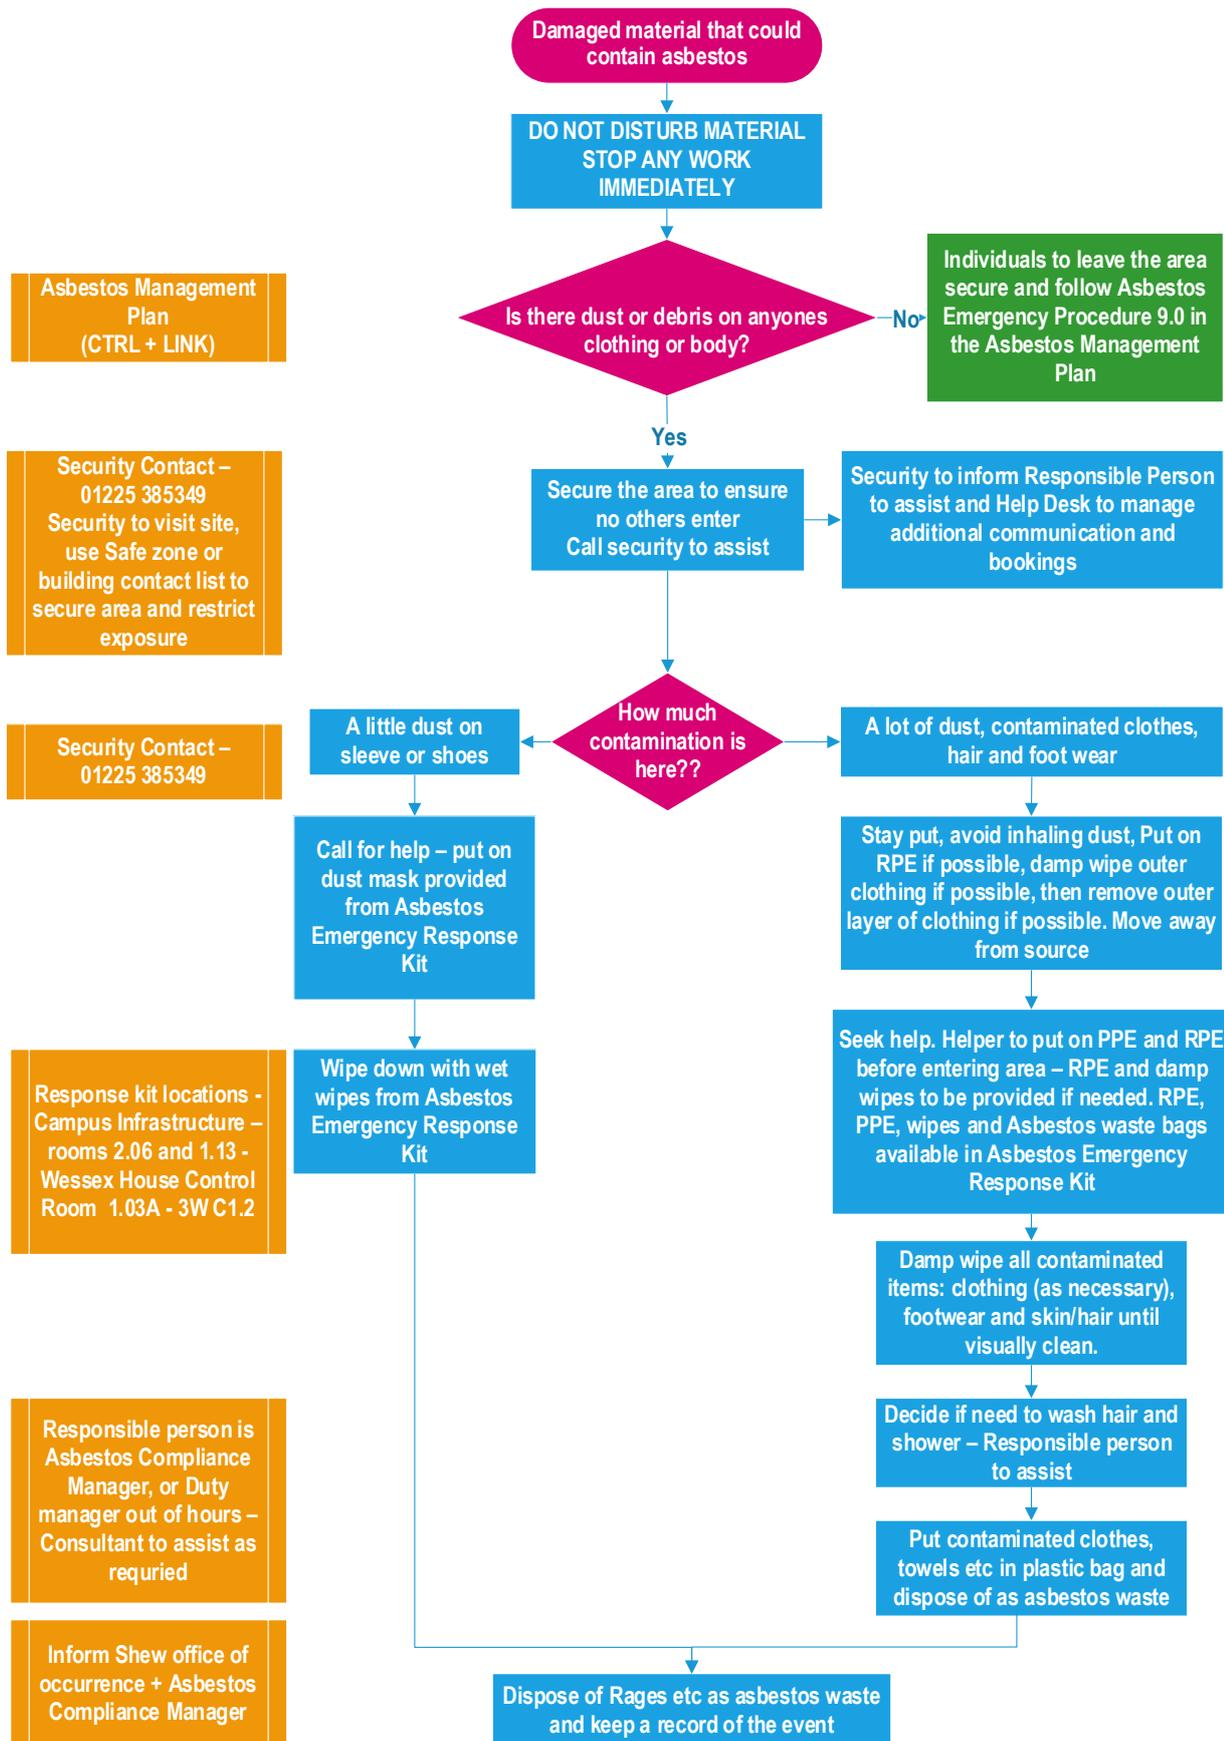 Damaged material that could
contain asbestos
DO NOT DISTURB MATERIAL
STOP ANY WORK
IMMEDIATELY
Asbestos Management
Plan
(CTRL + LINK)
Is there dust or debris on anyones
clothing or body?
No
Individuals to leave the area
secure and follow Asbestos
Emergency Procedure 9.0 in
the Asbestos Management
Plan
Yes
Security Contact –
01225 385349
Security to visit site,
use Safe zone or
building contact list to
secure area and restrict
exposure
Secure the area to ensure
no others enter
Call security to assist
Security to inform Responsible Person
to assist and Help Desk to manage
additional communication and
bookings
Security Contact –
01225 385349
A little dust on
sleeve or shoes
How much
contamination is
here??
A lot of dust, contaminated clothes,
hair and foot wear
Call for help – put on
dust mask provided
from Asbestos
Emergency Response
Kit
Stay put, avoid inhaling dust, Put on
RPE if possible, damp wipe outer
clothing if possible, then remove outer
layer of clothing if possible. Move away
from source
Response kit locations -
Campus Infrastructure –
rooms 2.06 and 1.13 -
Wessex House Control
Room 1.03A - 3W C1.2
Wipe down with wet
wipes from Asbestos
Emergency Response
Kit
Seek help. Helper to put on PPE and RPE
before entering area – RPE and damp
wipes to be provided if needed. RPE,
PPE, wipes and Asbestos waste bags
available in Asbestos Emergency
Response Kit
Damp wipe all contaminated
items: clothing (as necessary),
footwear and skin/hair until
visually clean.
Responsible person is
Asbestos Compliance
Manager, or Duty
manager out of hours –
Consultant to assist as
requried
Decide if need to wash hair and
shower – Responsible person
to assist
Put contaminated clothes,
towels etc in plastic bag and
dispose of as asbestos waste
Inform Shew office of
occurrence + Asbestos
Compliance Manager
Dispose of Rages etc as asbestos waste
and keep a record of the event